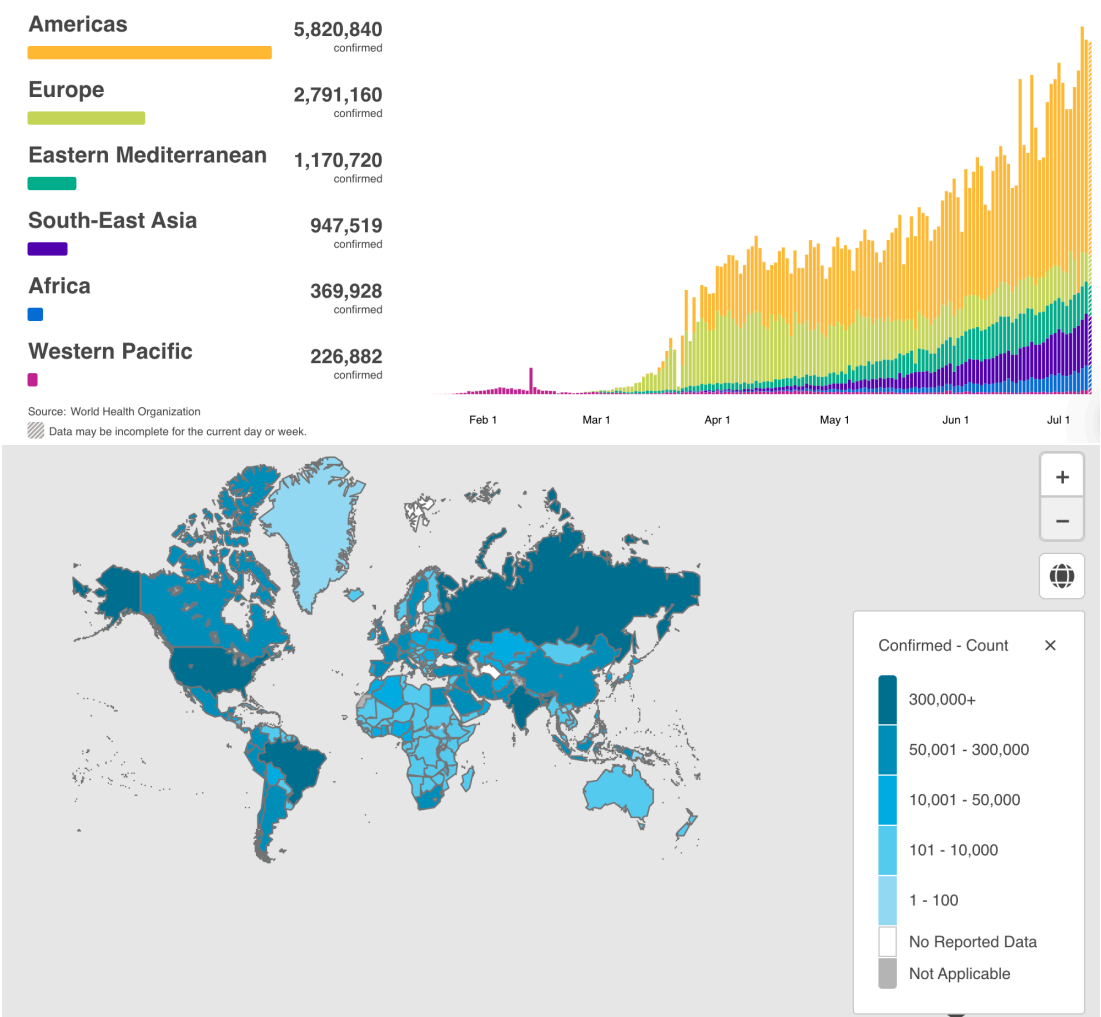 Americas
5,820,840
confirmed
Europe
2,791,160
confirmed
Eastern Mediterranean
1,170,720
confirmed
South-East Asia
947,519
confirmed
Africa
369,928
confirmed
Western Pacific
226,882
confirmed
Source: World Health Organization
Data may be incomplete for the current day or week.
Feb 1
Mar 1
Apr 1
May 1
Jun 1
Jul 1
+
−
Confirmed - Count ×
300,000+
50,001 - 300,000
10,001 - 50,000
101 - 10,000
1 - 100
No Reported Data
Not Applicable